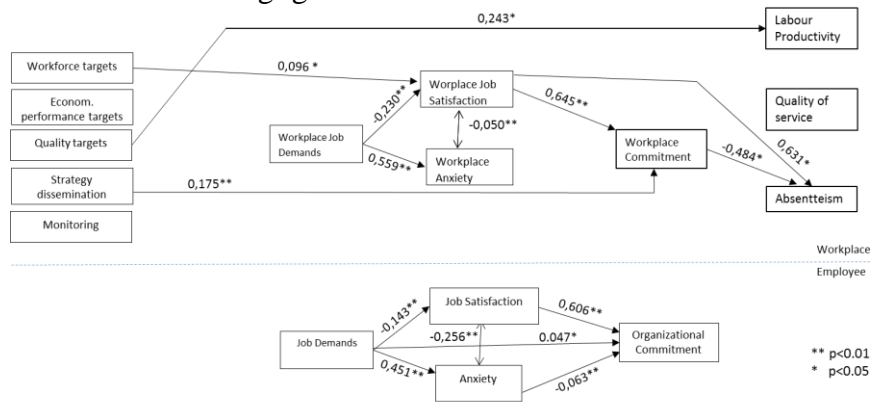 0,243*
Labour
Productivity
Workforce targets
0,096 *
Worplace Job
Satisfaction
Econom.
performance targets
-0,230**
0,645**
Quality of
service
Quality targets
Workplace Job
Demands
-0,050**
0,559**
Workplace
Anxiety
Workplace
Commitment
-0,484*
0,631*
Strategy
dissemination
0,175**
Absentteism
Monitoring
Workplace
Employee
Job Satisfaction
-0,143**
0,606**
Job Demands
-0,256**
0.047*
Organizational
Commitment
0,451**
Anxiety
-0,063**
** p<0.01
* p<0.05